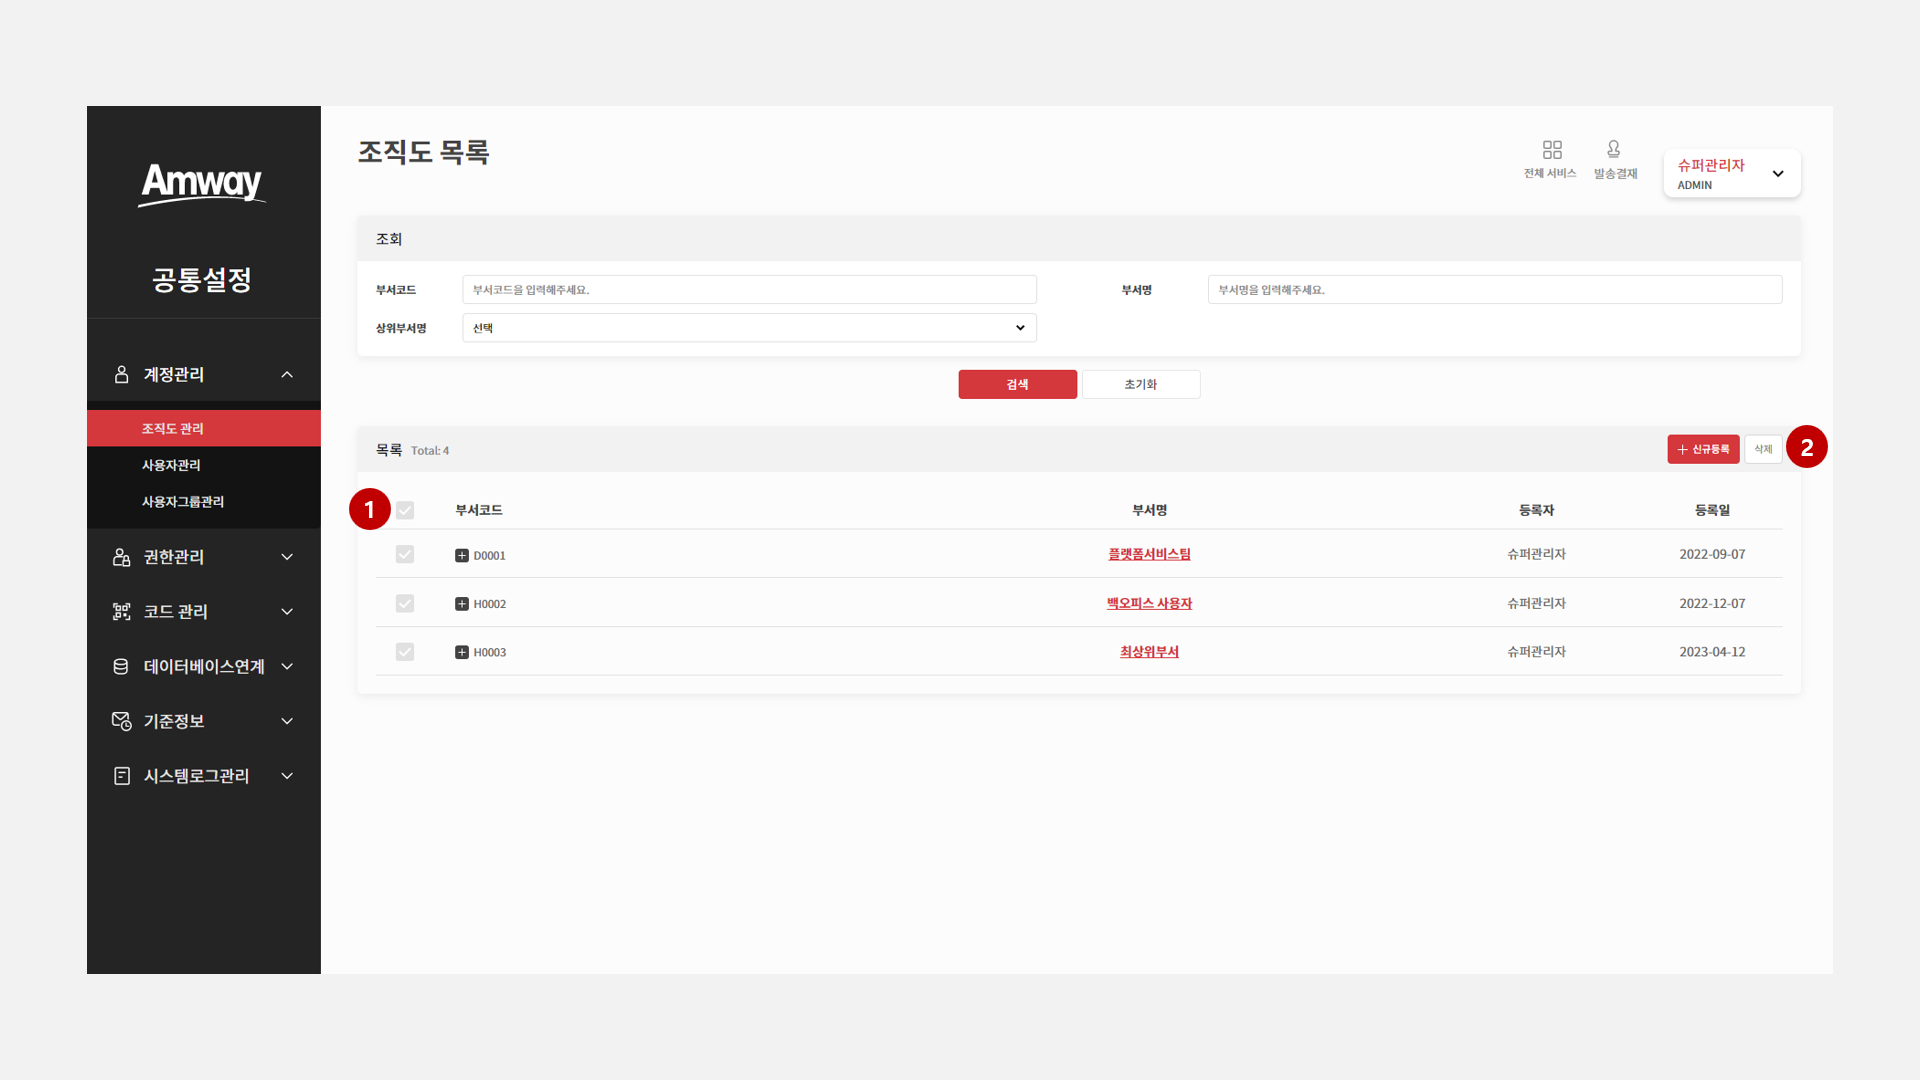 Amway
공통설정
계정관리
조직도 관리
사용자관리
사용자그룹관리
권한관리
코드 관리
데이터베이스연계
기준정보
시스템로그관리
조직도 목록
전체 서비스
발송결재
슈퍼관리자
ADMIN
조회
부서코드 부서코드을 입력해주세요. 부서명 부서명을 입력해주세요.
상위부서명 선택
검색 초기화
목록 Total: 4 신규등록 삭제 2
1 부서코드 부서명 등록자 등록일
D0001 플랫폼서비스팀 슈퍼관리자 2022-09-07
H0002 백오피스 사용자 슈퍼관리자 2022-12-07
H0003 최상위부서 슈퍼관리자 2023-04-12